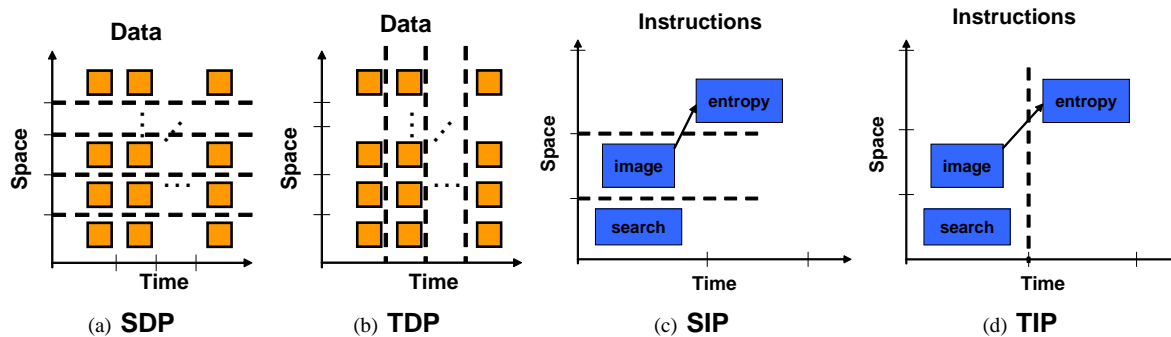 Data
Space
Time
(a) SDP
Data
Space
Time
(b) TDP
Instructions
Space
entropy
image
search
Time
(c) SIP
Instructions
Space
entropy
image
search
Time
(d) TIP